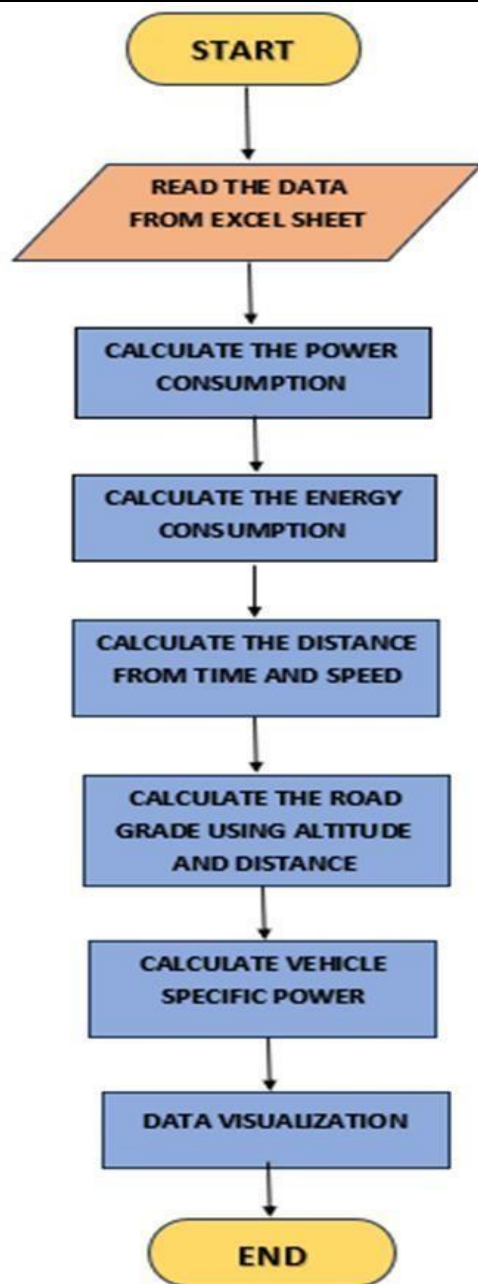 START
READ THE DATA
FROM EXCEL SHEET
CALCULATE THE POWER
CONSUMPTION
CALCULATE THE ENERGY
CONSUMPTION
CALCULATE THE DISTANCE
FROM TIME AND SPEED
CALCULATE THE ROAD
GRADE USING ALTITUDE
AND DISTANCE
CALCULATE VEHICLE
SPECIFIC POWER
DATA VISUALIZATION
END